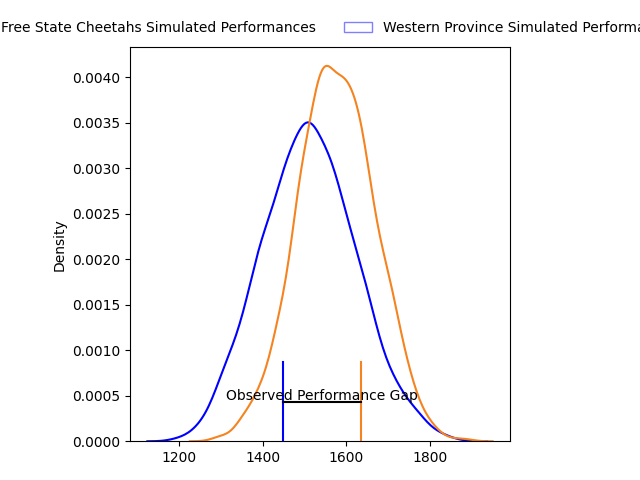 Free State Cheetahs Simulated Performances
Western Province Simulated
0.0040
0.0035
0.0030
0.0025
0.0020
0.0015
0.0010
0.0005
0.0000
Density
Observed Performance Gap
1200 1400 1600 1800